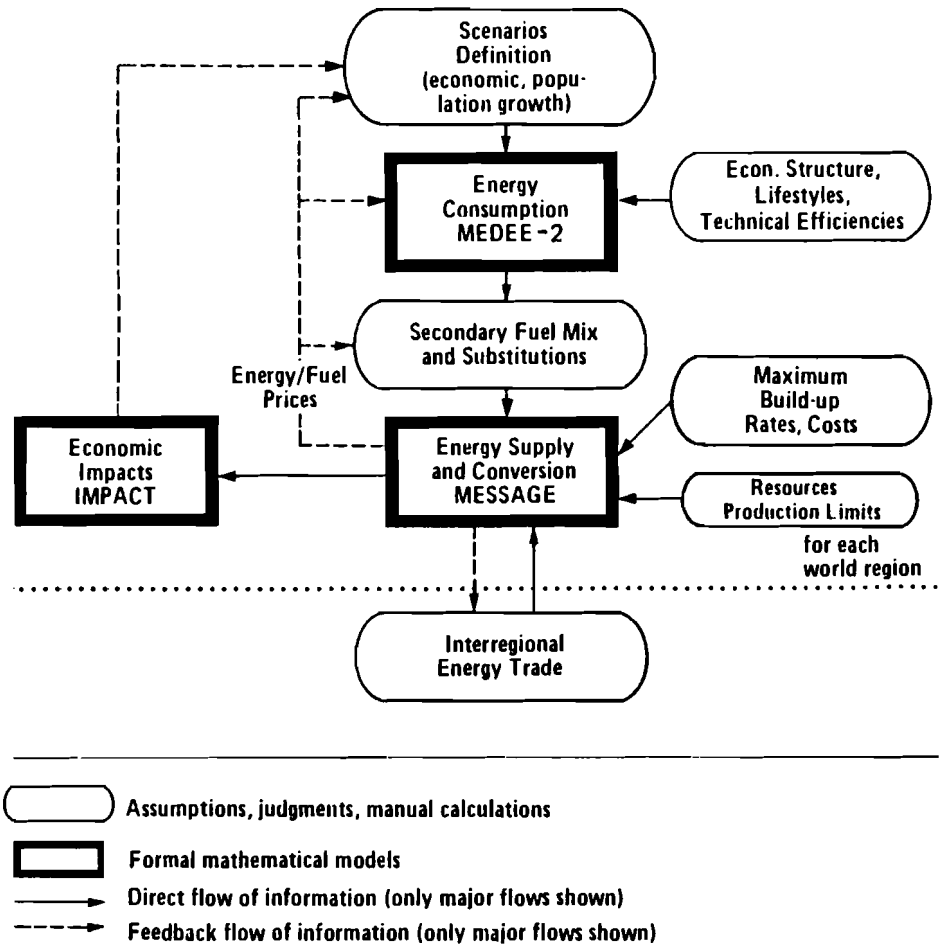 Scenarios
Definition
(economic, popu-
lation growth)
Energy
Consumption
MEDEE-2
Econ. Structure,
Lifestyles,
Technical Efficiencies
Secondary Fuel Mix
and Substitutions
Energy/Fuel
Prices
Maximum
Build-up
Rates, Costs
Economic
Impacts
IMPACT
Energy Supply
and Conversion
MESSAGE
Resources
Production Limits
for each
world region
Interregional
Energy Trade
Assumptions, judgments, manual calculations
Formal mathematical models
Direct flow of information (only major flows shown)
Feedback flow of information (only major flows shown)